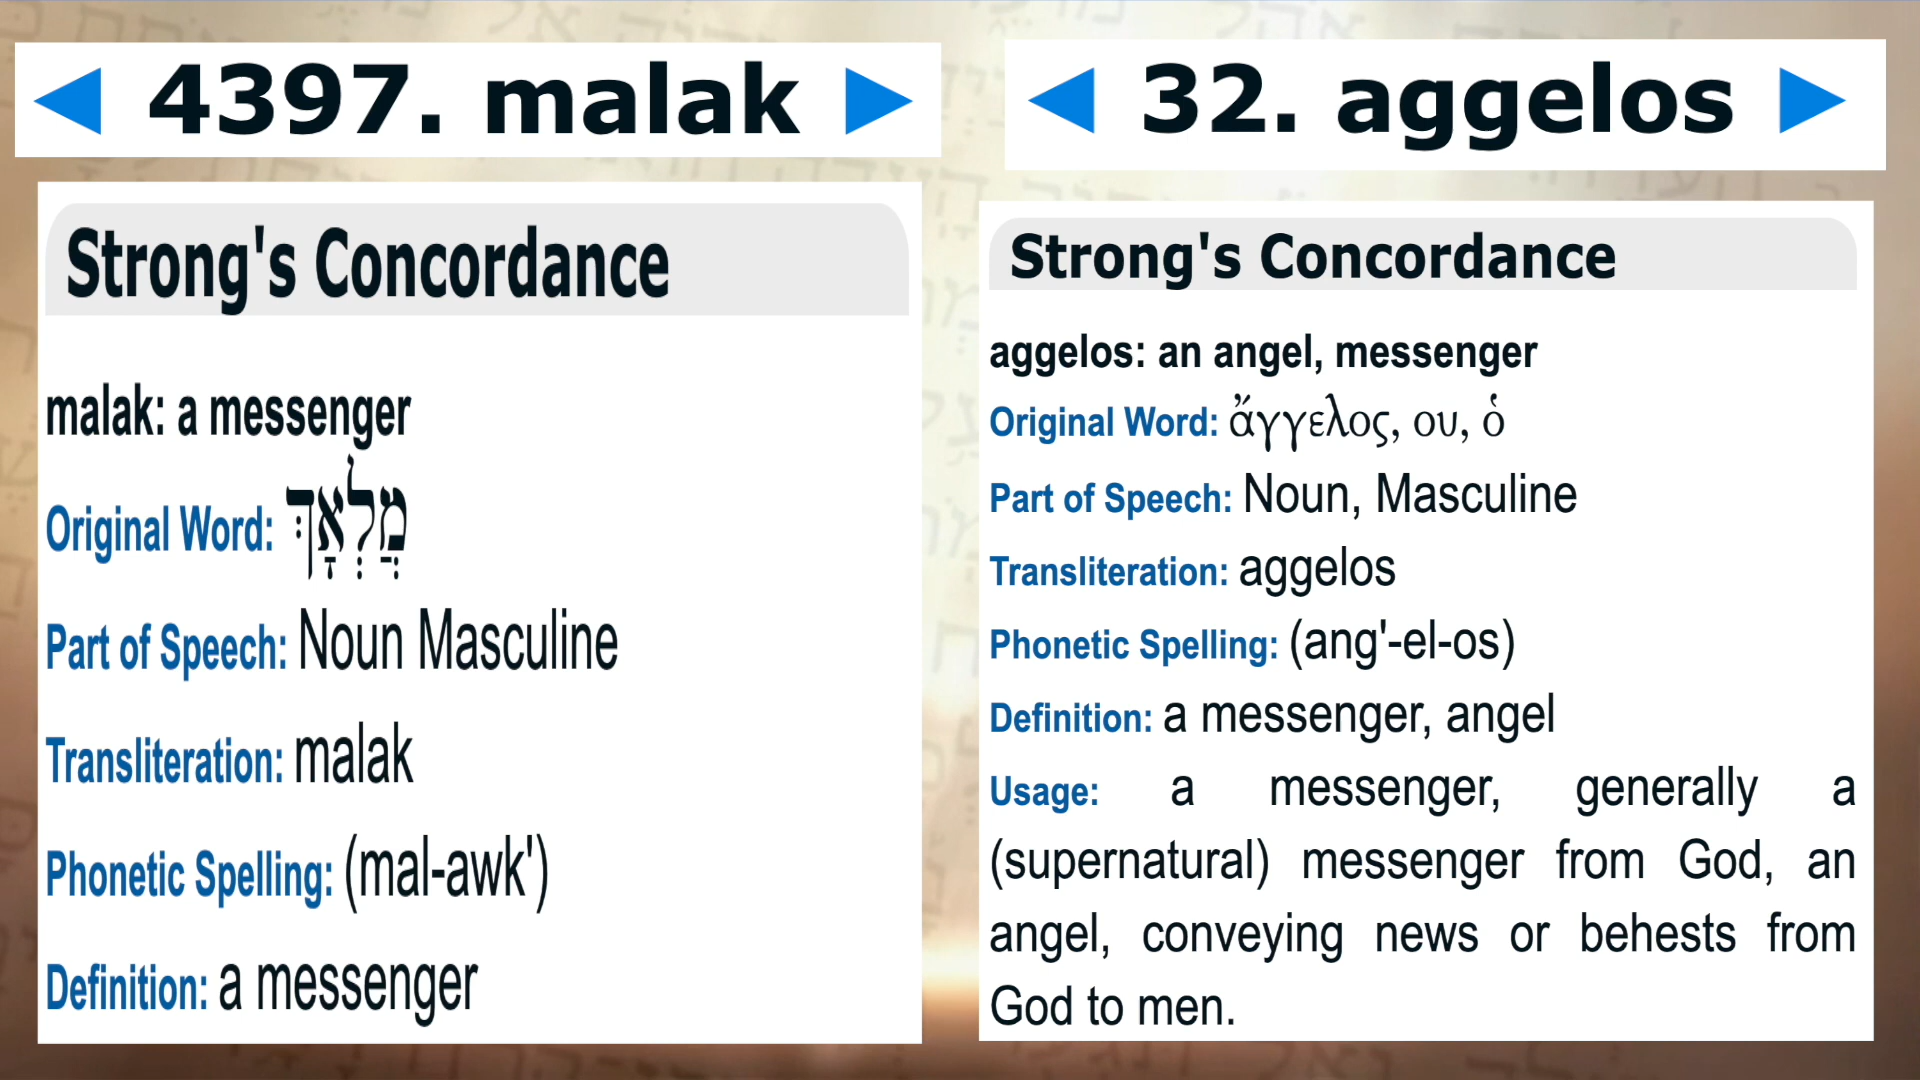 4397. malak
Strong's Concordance
malak: a messenger
Original Word: מֲלְאָךְ
Part of Speech: Noun Masculine
Transliteration: malak
Phonetic Spelling: (mal-awk')
Definition: a messenger
32. aggelos
Strong's Concordance
aggelos: an angel, messenger
Original Word: ἄγγελος, ου, ὁ
Part of Speech: Noun, Masculine
Transliteration: aggelos
Phonetic Spelling: (ang'-el-os)
Definition: a messenger, angel
Usage: a messenger, generally a
(supernatural) messenger from God, an
angel, conveying news or behests from
God to men.